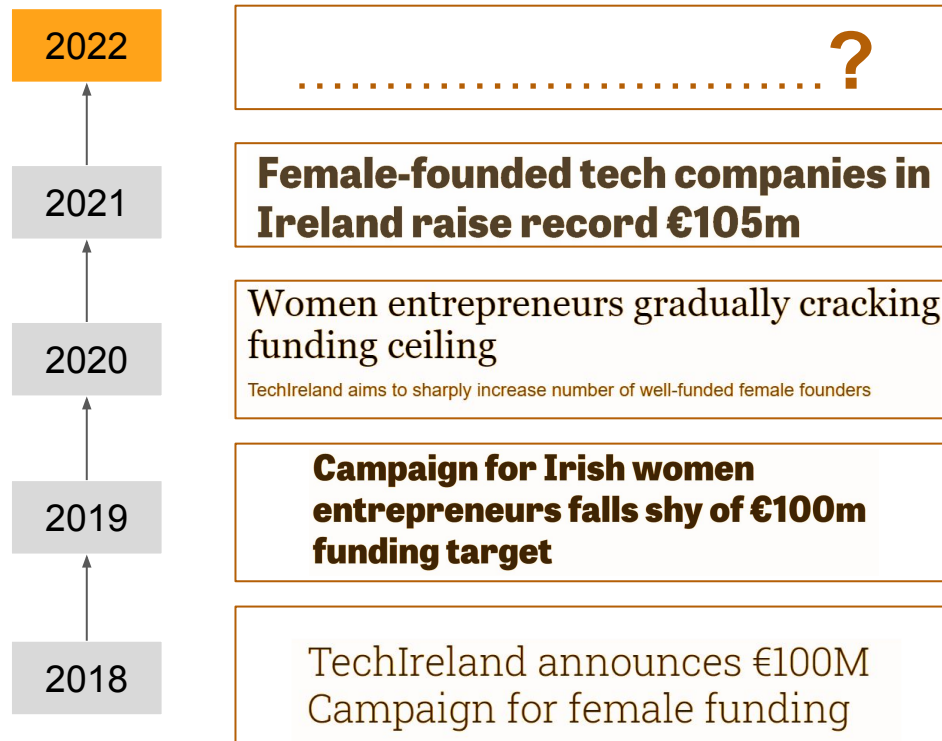 2022
..............................?
2021
Female-founded tech companies in
Ireland raise record €105m
2020
Women entrepreneurs gradually cracking
funding ceiling
TechIreland aims to sharply increase number of well-funded female founders
2019
Campaign for Irish women
entrepreneurs falls shy of €100m
funding target
2018
TechIreland announces €100M
Campaign for female funding